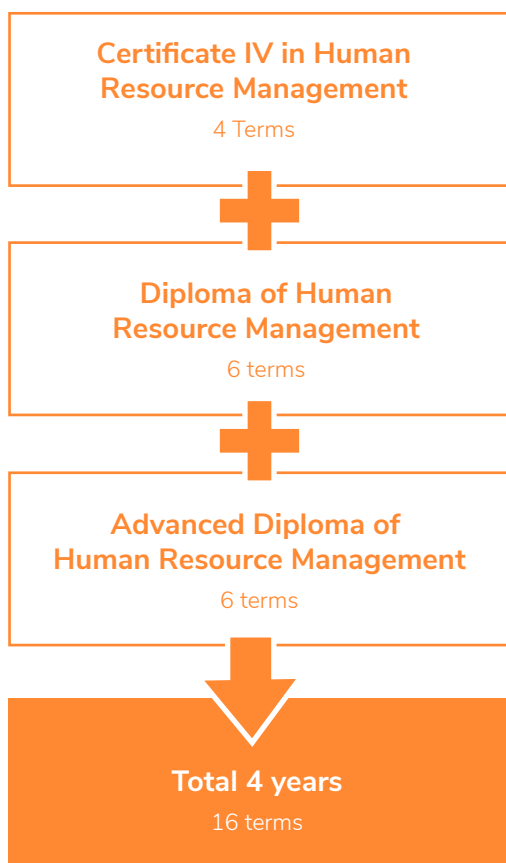 Certificate IV in Human
Resource Management
4 Terms
Diploma of Human
Resource Management
6 terms
Advanced Diploma of
Human Resource Management
6 terms
Total 4 years
16 terms